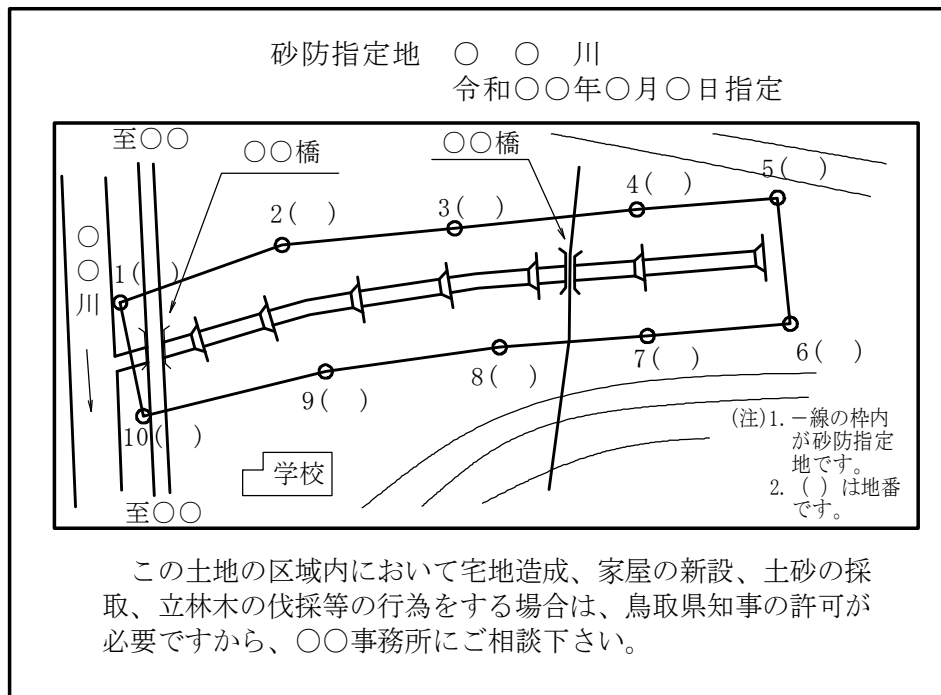 砂防指定地　○　○　川
令和○○年○月○日指定
至○○
○○橋
○○橋
○○川
1(　)
2(　)
3(　)
4(　)
5(　)
6(　)
7(　)
8(　)
9(　)
10(　)
学校
至○○
(注)1. －線の枠内
が砂防指定
地です。
2. (　)は地番
です。
この土地の区域内において宅地造成、家屋の新設、土砂の採
取、立林木の伐採等の行為をする場合は、鳥取県知事の許可が
必要ですから、○○事務所にご相談下さい。